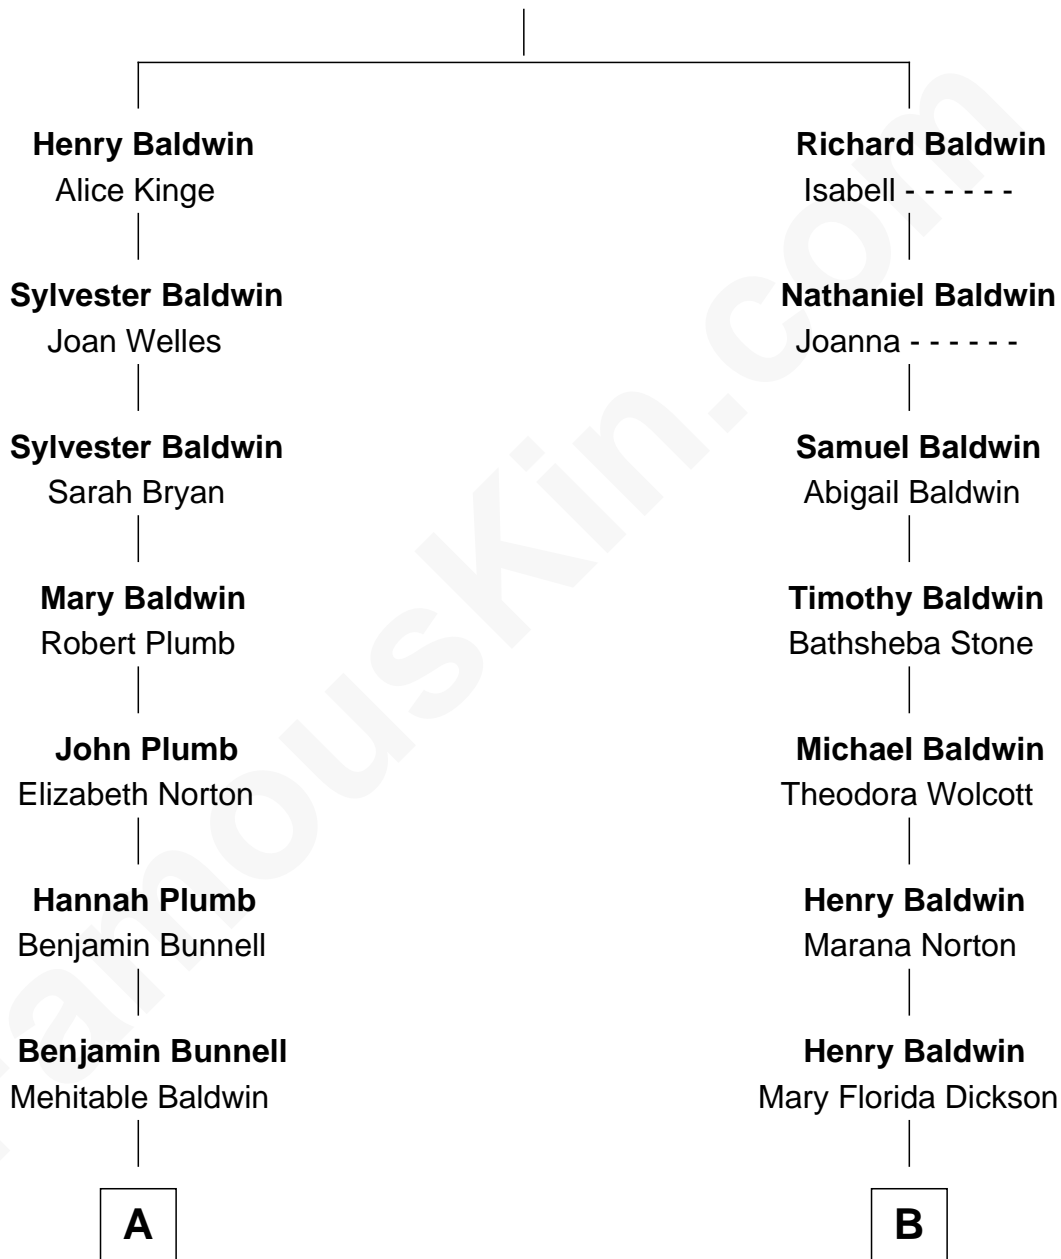 Henry Baldwin
Alice Kinge
Sylvester Baldwin
Joan Welles
Sylvester Baldwin
Sarah Bryan
Mary Baldwin
Robert Plumb
John Plumb
Elizabeth Norton
Hannah Plumb
Benjamin Bunnell
Benjamin Bunnell
Mehitable Baldwin
A
Richard Baldwin
Isabell - - - - - -
Nathaniel Baldwin
Joanna - - - - - -
Samuel Baldwin
Abigail Baldwin
Timothy Baldwin
Bathsheba Stone
Michael Baldwin
Theodora Wolcott
Henry Baldwin
Marana Norton
Henry Baldwin
Mary Florida Dickson
B
FamousKin.com